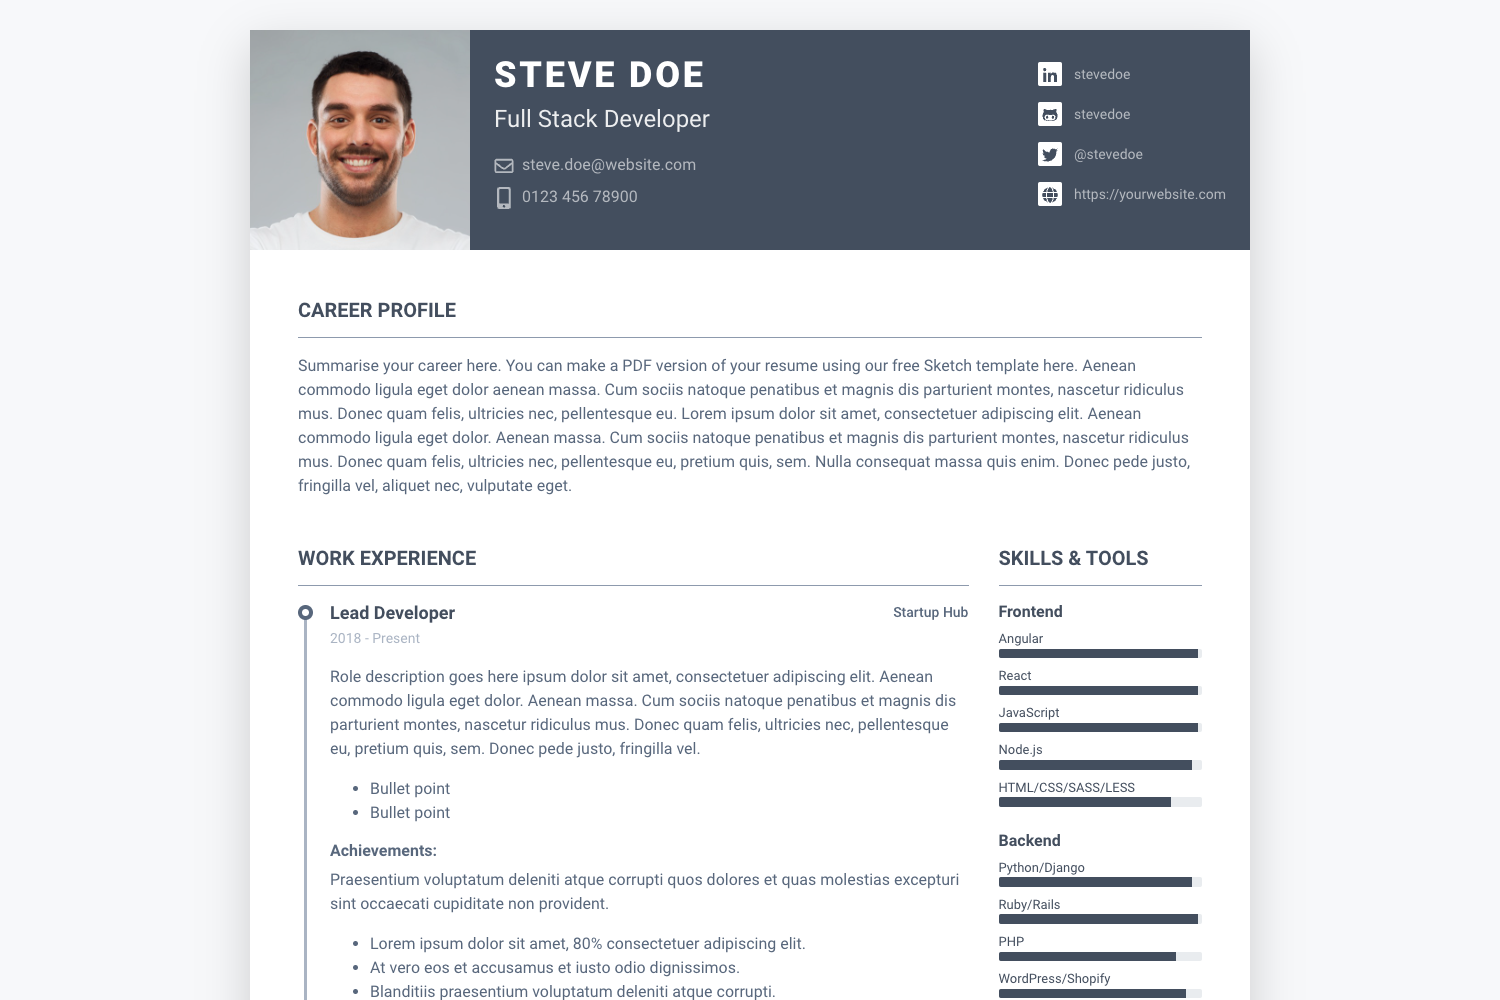 STEVE DOE
Full Stack Developer
steve.doe@website.com
0123 456 78900
stevedoe
stevedoe
@stevedoe
https://yourwebsite.com
CAREER PROFILE
Summarise your career here. You can make a PDF version of your resume using our free Sketch template here. Aenean
commodo ligula eget dolor aenean massa. Cum sociis natoque penatibus et magnis dis parturient montes, nascetur ridiculus
mus. Donec quam felis, ultricies nec, pellentesque eu. Lorem ipsum dolor sit amet, consectetuer adipiscing elit. Aenean
commodo ligula eget dolor. Aenean massa. Cum sociis natoque penatibus et magnis dis parturient montes, nascetur ridiculus
mus. Donec quam felis, ultricies nec, pellentesque eu, pretium quis, sem. Nulla consequat massa quis enim. Donec pede justo,
fringilla vel, aliquet nec, vulputate eget.
WORK EXPERIENCE
Lead Developer
Startup Hub
2018 - Present
Role description goes here ipsum dolor sit amet, consectetuer adipiscing elit. Aenean
commodo ligula eget dolor. Aenean massa. Cum sociis natoque penatibus et magnis dis
parturient montes, nascetur ridiculus mus. Donec quam felis, ultricies nec, pellentesque
eu, pretium quis, sem. Donec pede justo, fringilla vel.
• Bullet point
• Bullet point
Achievements:
Praesentium voluptatum deleniti atque corrupti quos dolores et quas molestias excepturi
sint occaecati cupiditate non provident.
• Lorem ipsum dolor sit amet, 80% consectetuer adipiscing elit.
• At vero eos et accusamus et iusto odio dignissimos.
• Blanditiis praesentium voluptatum deleniti atque corrupti.
SKILLS & TOOLS
Frontend
Angular
React
JavaScript
Node.js
HTML/CSS/SASS/LESS
Backend
Python/Django
Ruby/Rails
PHP
WordPress/Shopify